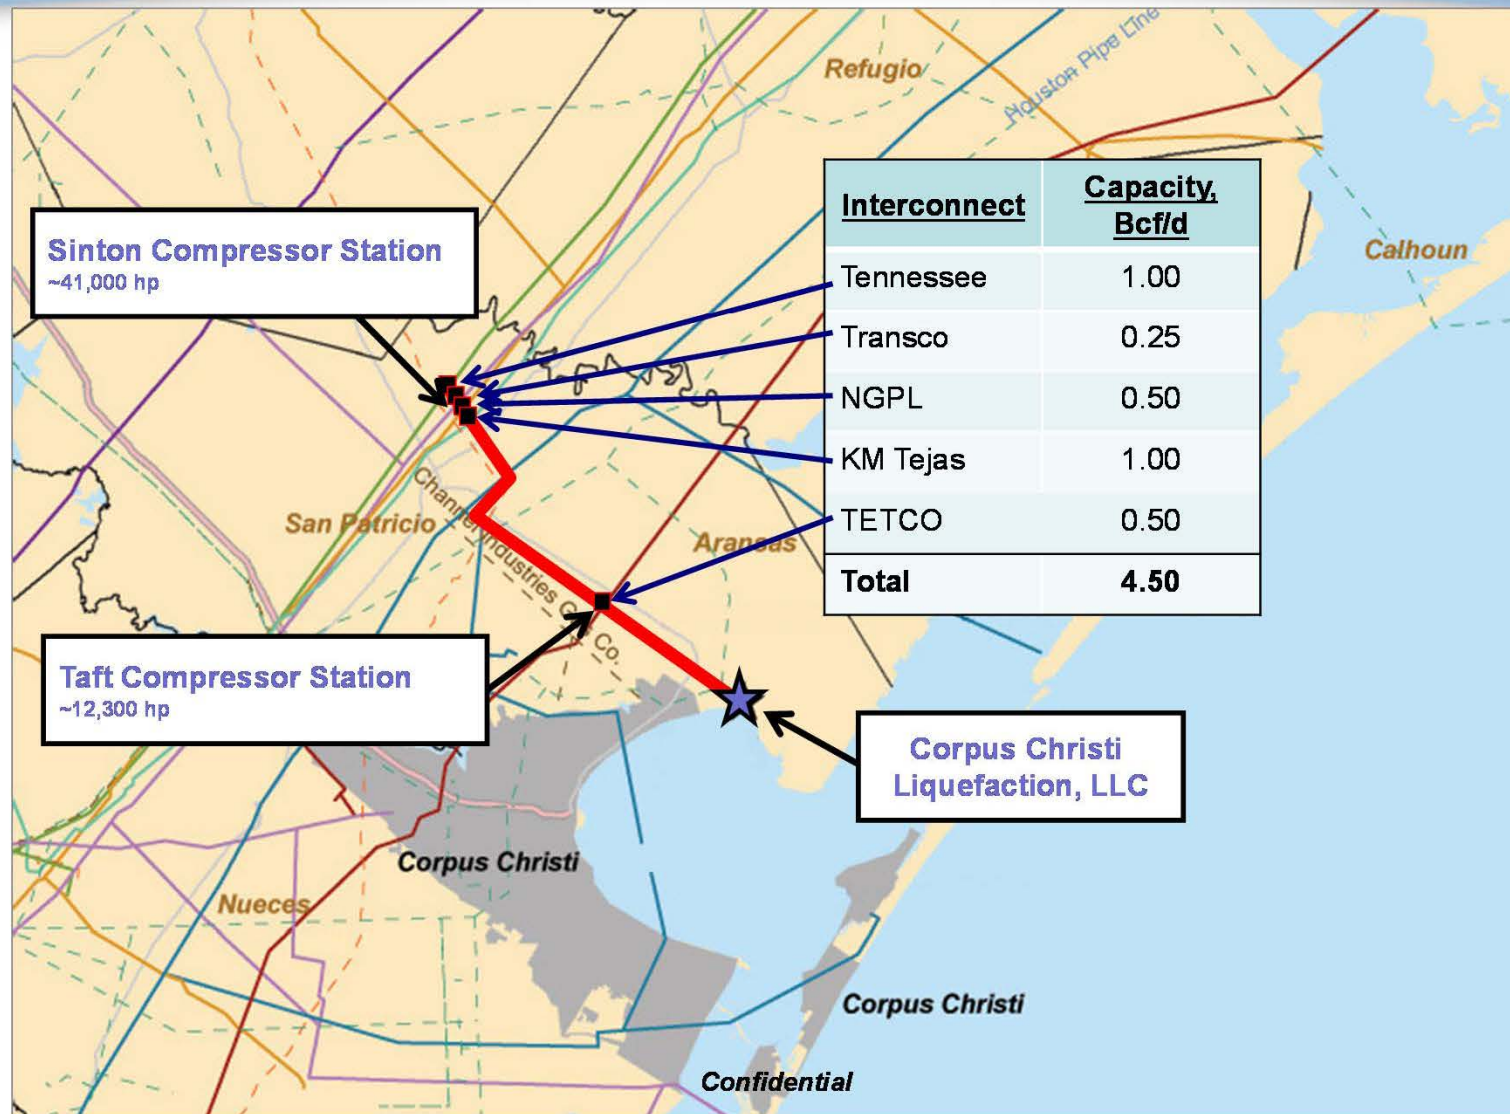 Refugio
Houston Pipe Line
Calhoun
Interconnect Capacity,
Bcf/d
Tennessee 1.00
Transco 0.25
NGPL 0.50
KM Tejas 1.00
TETCO 0.50
Total 4.50
Sinton Compressor Station
~41,000 hp
San Patricio
Channel Industries Gas Co.
Aransas
Taft Compressor Station
~12,300 hp
Corpus Christi
Liquefaction, LLC
Corpus Christi
Nueces
Corpus Christi
Confidential